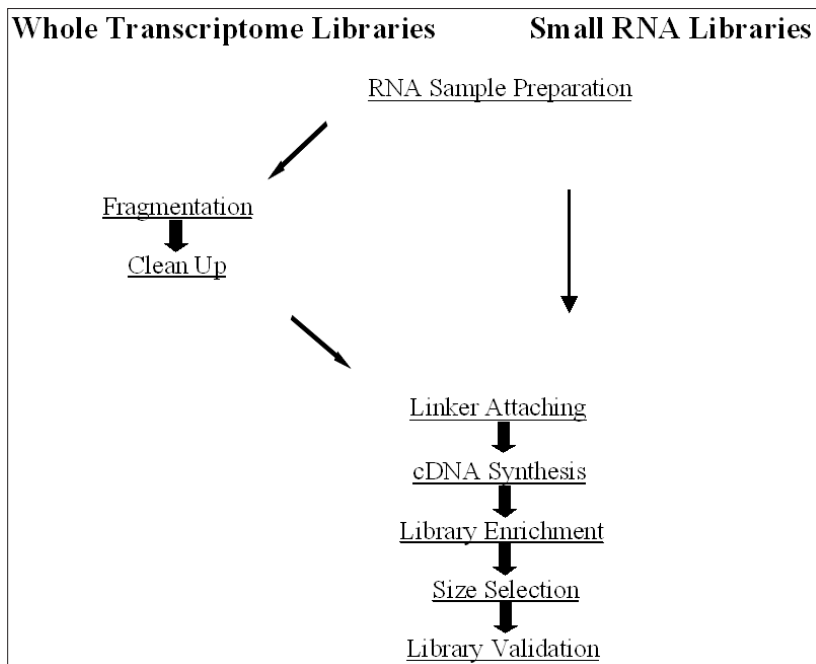 Whole Transcriptome Libraries Small RNA Libraries
RNA Sample Preparation
Fragmentation
Clean Up
Linker Attaching
cDNA Synthesis
Library Enrichment
Size Selection
Library Validation